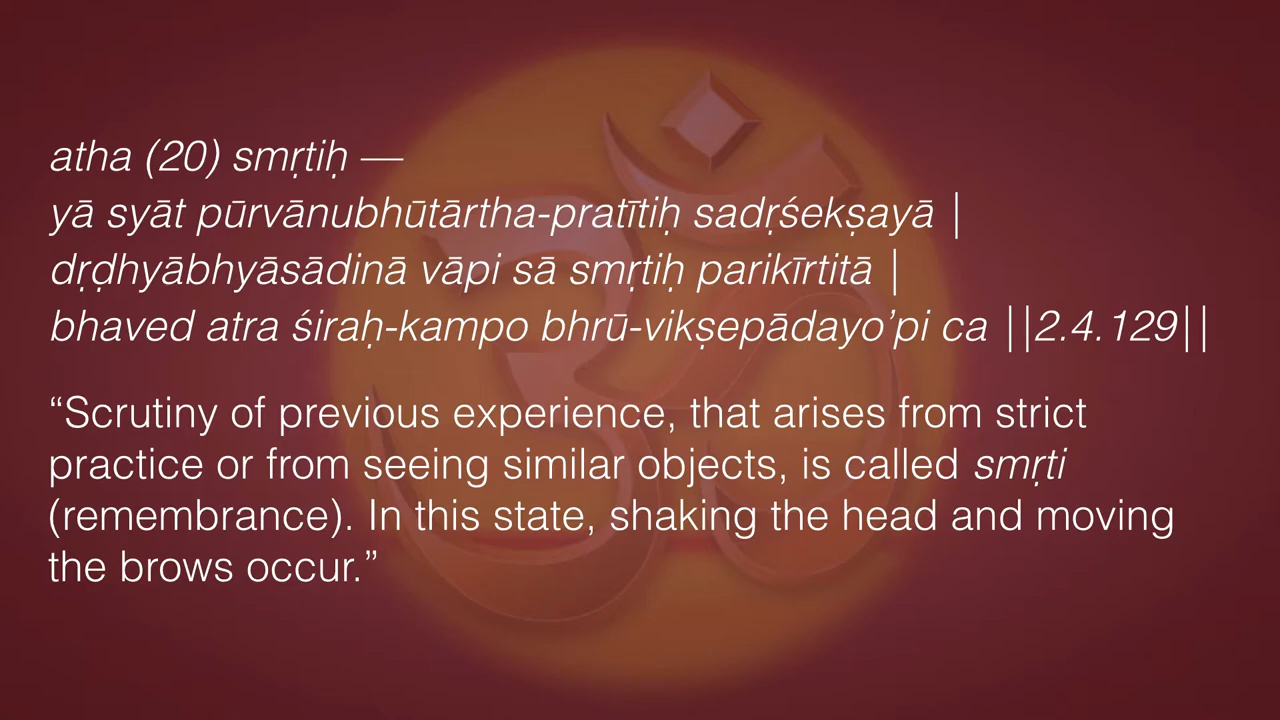 atha (20) smṛtiḥ —
yā syāt pūrvānubhūtārtha-pratītiḥ sadṛśekṣayā |
dṛḍhyābhyāsādinā vāpi sā smṛtiḥ parikīrtitā |
bhaved atra śiraḥ-kampo bhrū-vikṣepādayo’pi ca ||2.4.129||
“Scrutiny of previous experience, that arises from strict
practice or from seeing similar objects, is called smṛti
(remembrance). In this state, shaking the head and moving
the brows occur.”